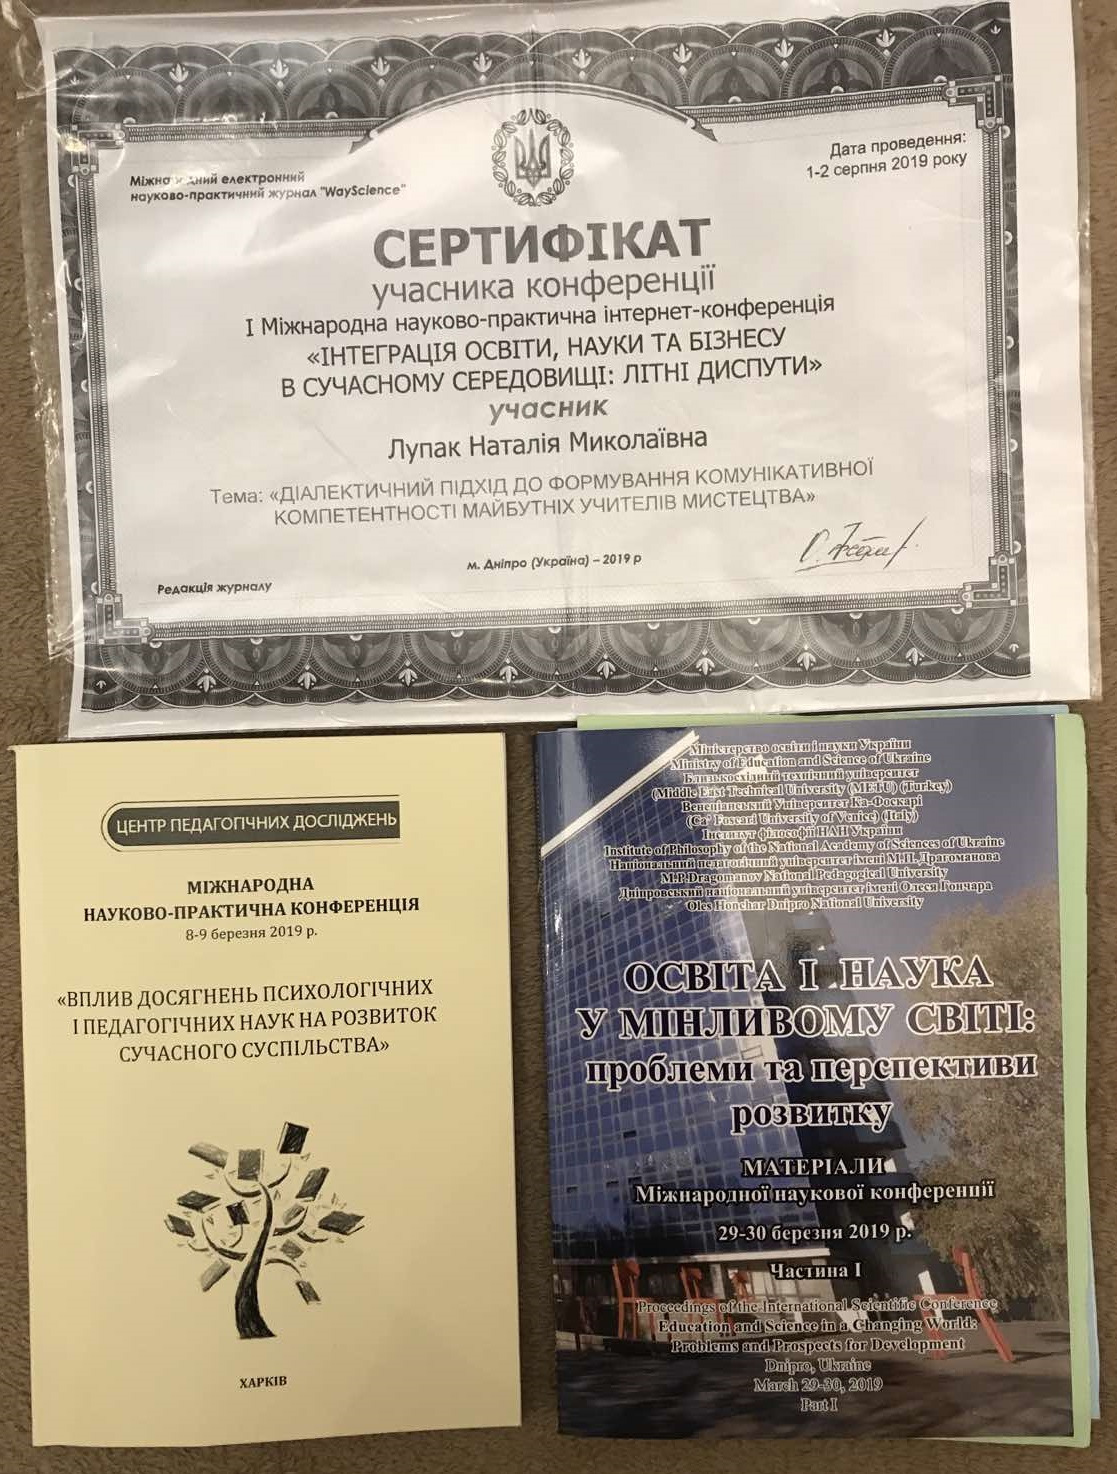 Міжнародний електронний
науково-практичний журнал "WayScience"
Дата проведення:
1-2 серпня 2019 року
СЕРТИФІКАТ
учасника конференції
І Міжнародна науково-практична інтернет-конференція
«ІНТЕГРАЦІЯ ОСВІТИ, НАУКИ ТА БІЗНЕСУ
В СУЧАСНОМУ СЕРЕДОВИЩІ: ЛІТНІ ДИСПУТИ»
учасник
Лупак Наталія Миколаївна
Тема: «ДІАЛЕКТИЧНИЙ ПІДХІД ДО ФОРМУВАННЯ КОМУНІКАТИВНОЇ
КОМПЕТЕНТНОСТІ МАЙБУТНІХ УЧИТЕЛІВ МИСТЕЦТВА»
м. Дніпро (Україна) – 2019 р
Редакція журналу
ЦЕНТР ПЕДАГОГІЧНИХ ДОСЛІДЖЕНЬ
МІЖНАРОДНА
НАУКОВО-ПРАКТИЧНА КОНФЕРЕНЦІЯ
8-9 березня 2019 р.
«ВПЛИВ ДОСЯГНЕНЬ ПСИХОЛОГІЧНИХ
І ПЕДАГОГІЧНИХ НАУК НА РОЗВИТОК
СУЧАСНОГО СУСПІЛЬСТВА»
ХАРКІВ
Міністерство освіти і науки України
Ministry of Education and Science of Ukraine
Близькосхідний технічний університет
(Middle East Technical University (METU) (Turkey)
Венеціанський Університет Ка-Фоскарі
(Ca' Foscari University of Venice) (Italy)
Інститут філософії НАН України
Institute of Philosophy of the National Academy of Sciences of Ukraine
Національний педагогічний університет імені М.П.Драгоманова
M.P.Dragomanov National Pedagogical University
Дніпровський національний університет імені Олеся Гончара
Oles Honchar Dnipro National University
ОСВІТА І НАУКА
У МІНЛИВОМУ СВІТІ:
проблеми та перспективи
розвитку
МАТЕРІАЛИ
Міжнародної наукової конференції
29-30 березня 2019 р.
Частина І
Proceedings of the International Scientific Conference
Education and Science in a Changing World:
Problems and Prospects for Development
Dnipro, Ukraine
March 29-30, 2019
Part I